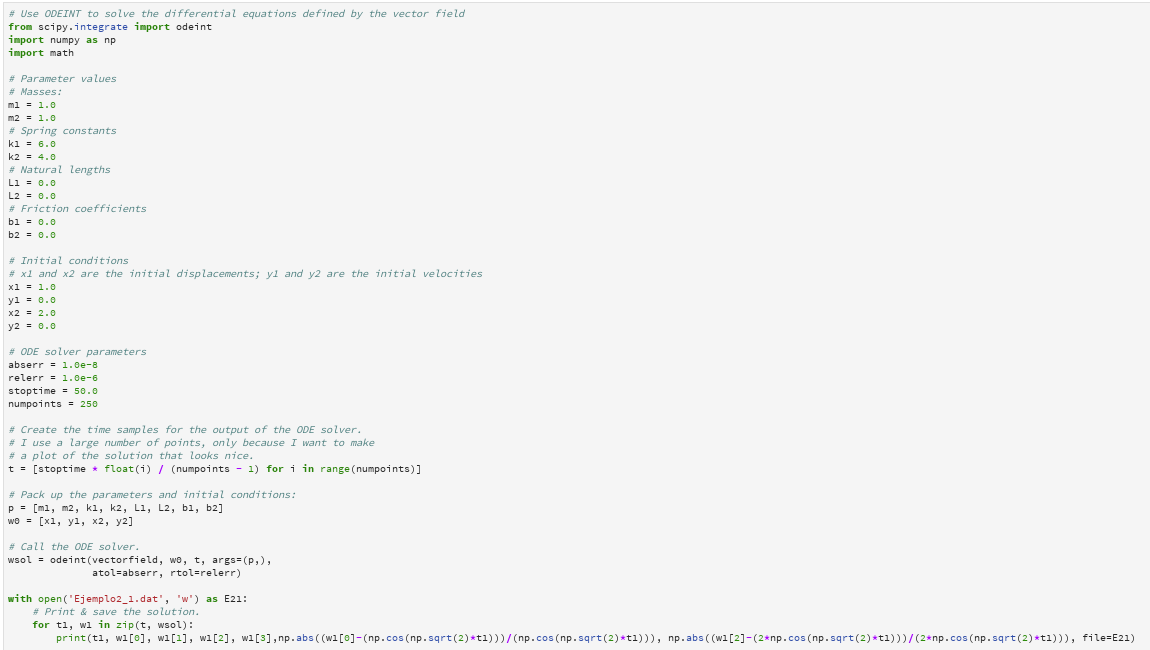 # Use ODEINT to solve the differential equations defined by the vector field
from scipy.integrate import odeint
import numpy as np
import math

# Parameter values
# Masses:
m1 = 1.0
m2 = 1.0
# Spring constants
k1 = 6.0
k2 = 4.0
# Natural lengths
L1 = 0.0
L2 = 0.0
# Friction coefficients
b1 = 0.0
b2 = 0.0

# Initial conditions
# x1 and x2 are the initial displacements; y1 and y2 are the initial velocities
x1 = 1.0
y1 = 0.0
x2 = 2.0
y2 = 0.0

# ODE solver parameters
abserr = 1.0e-8
relerr = 1.0e-6
stoptime = 50.0
numpoints = 250

# Create the time samples for the output of the ODE solver.
# I use a large number of points, only because I want to make
# a plot of the solution that looks nice.
t = [stoptime * float(i) / (numpoints - 1) for i in range(numpoints)]

# Pack up the parameters and initial conditions:
p = [m1, m2, k1, k2, L1, L2, b1, b2]
w0 = [x1, y1, x2, y2]

# Call the ODE solver.
wsol = odeint(vectorfield, w0, t, args=(p,),
              atol=abserr, rtol=relerr)

with open('Ejemplo2_1.dat', 'w') as E21:
    # Print & save the solution.
    for t1, w1 in zip(t, wsol):
        print(t1, w1[0], w1[1], w1[2], w1[3],np.abs((w1[0]-(np.cos(np.sqrt(2)*t1)))/(np.cos(np.sqrt(2)*t1))), np.abs((w1[2]-(2*np.cos(np.sqrt(2)*t1)))/(2*np.cos(np.sqrt(2)*t1))), file=E21)